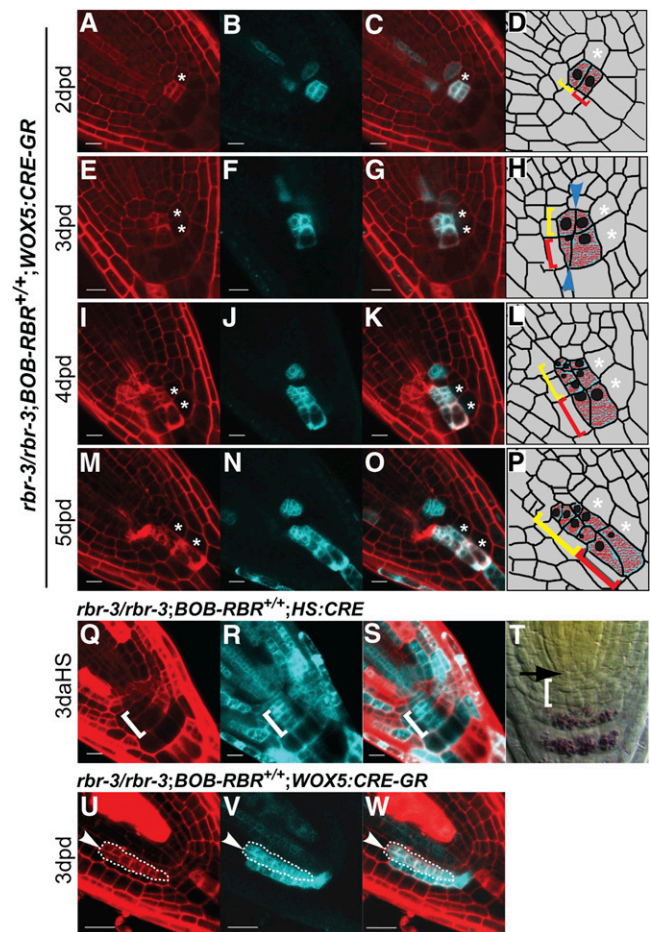 rbr-3/rbr-3;BOB-RBR+/+;WOX5:CRE-GR
2dpd
A * B C * D *
3dpd
E * * F G * * H * *
4dpd
I * * J K * * L * *
5dpd
M * * N O * * P * *
rbr-3/rbr-3;BOB-RBR+/+;HS:CRE
3daHS
Q R S T
rbr-3/rbr-3;BOB-RBR+/+;WOX5:CRE-GR
3dpd
U V W